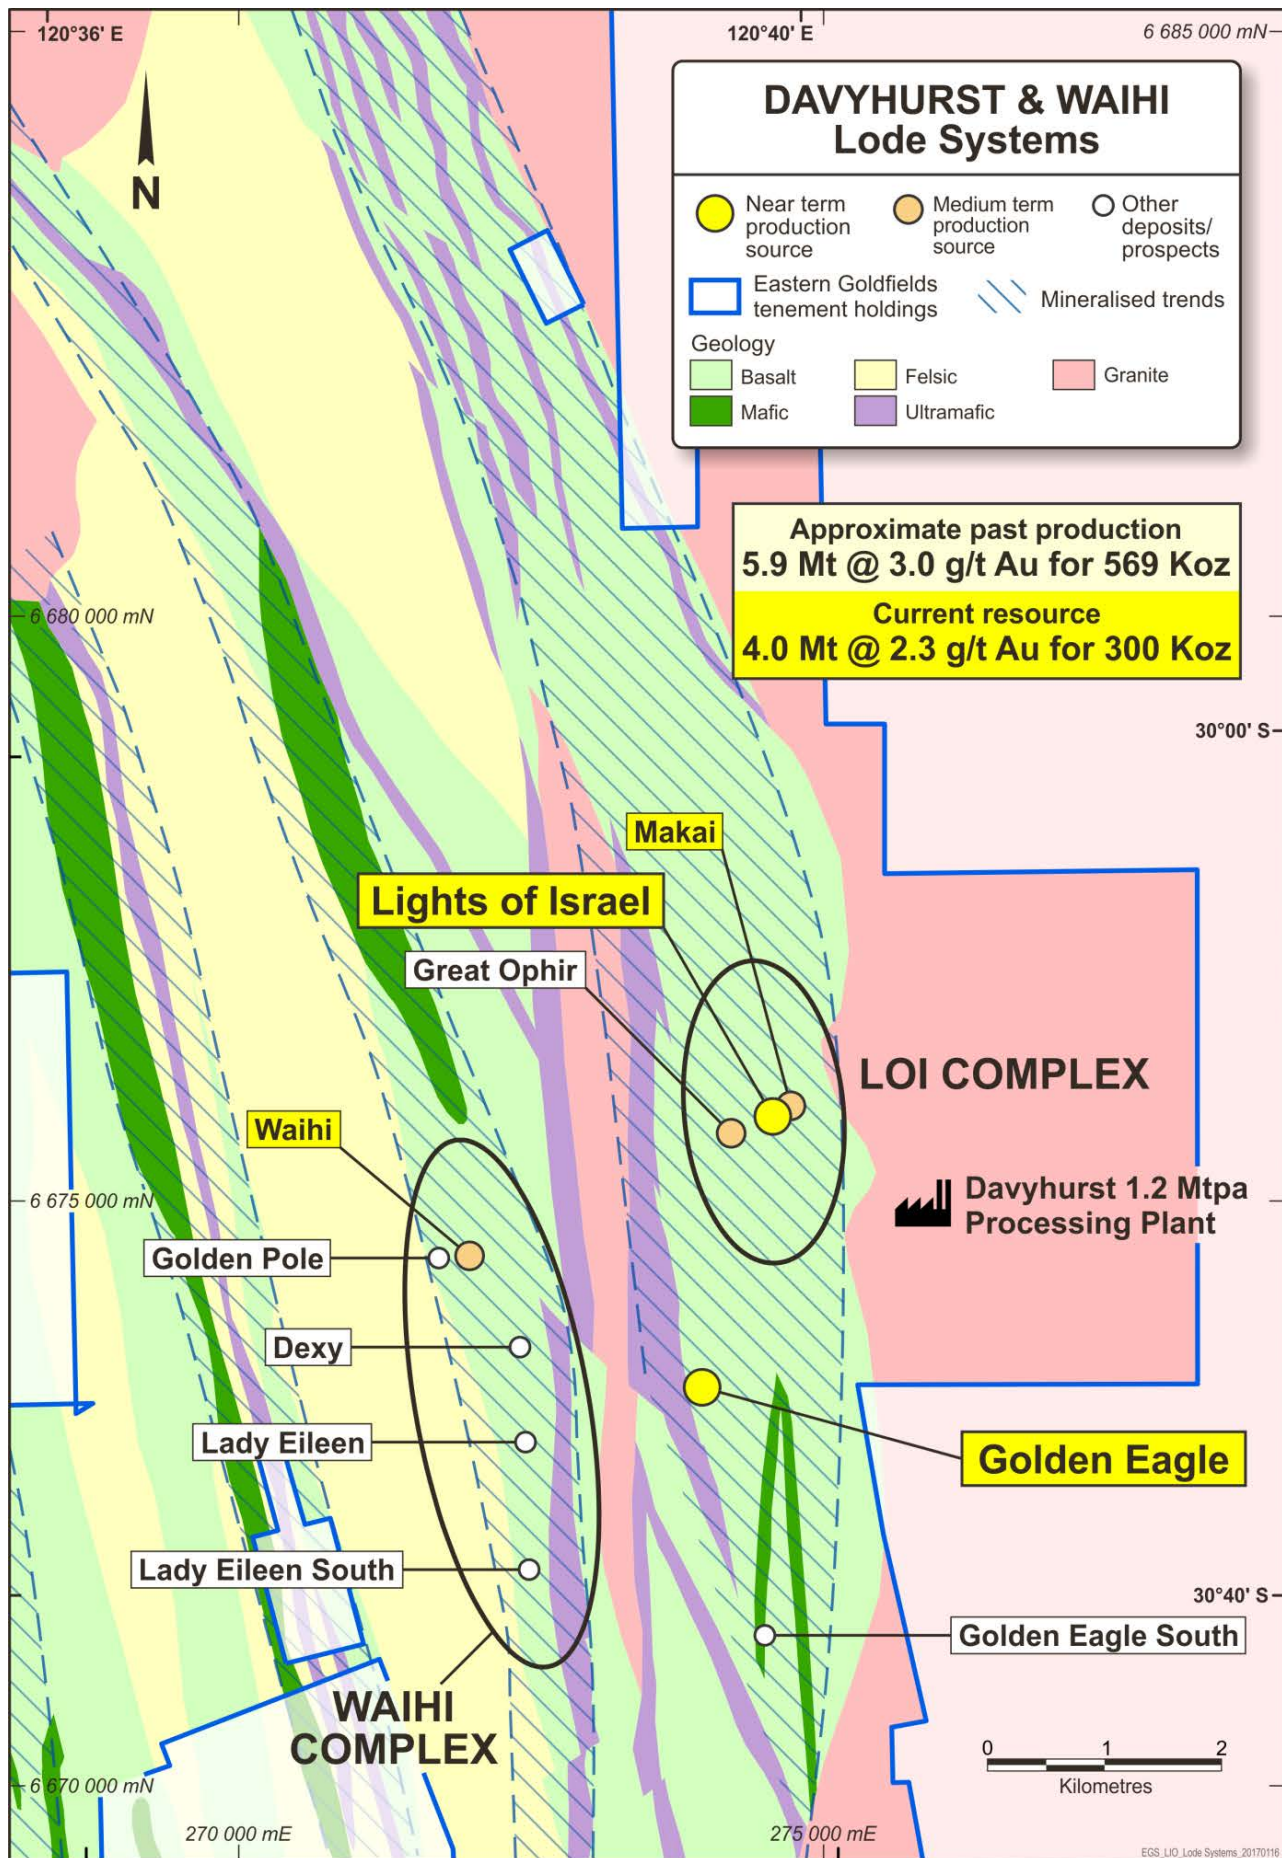 120°36' E
120°40' E
6 685 000 mN
DAVYHURST & WAIHI
Lode Systems
Near term
production
source
Medium term
production
source
Other
deposits/
prospects
Eastern Goldfields
tenement holdings
Mineralised trends
Geology
Basalt
Felsic
Granite
Mafic
Ultramafic
N
Approximate past production
5.9 Mt @ 3.0 g/t Au for 569 Koz
Current resource
4.0 Mt @ 2.3 g/t Au for 300 Koz
6 680 000 mN
30°00' S
Makai
Lights of Israel
Great Ophir
LOI COMPLEX
Waihi
Davyhurst 1.2 Mtpa
Processing Plant
6 675 000 mN
Golden Pole
Dexy
Lady Eileen
Golden Eagle
Lady Eileen South
30°40' S
Golden Eagle South
WAIHI
COMPLEX
0 1 2
Kilometres
6 670 000 mN
270 000 mE
275 000 mE
EGS_LIO_Lode Systems_20170116